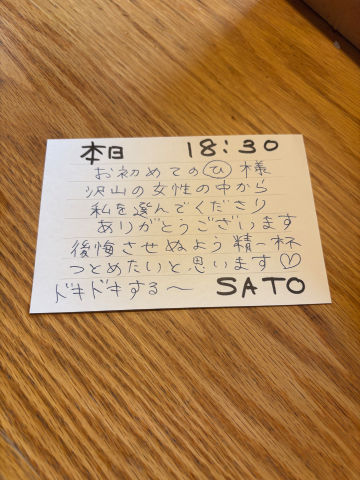 本日 18:30
お初めての ひ 様
沢山の女性の中から
私を選んでくださり
ありがとうございます
後悔させぬよう精一杯
つとめたいと思います♡
ドキドキする〜 SATO